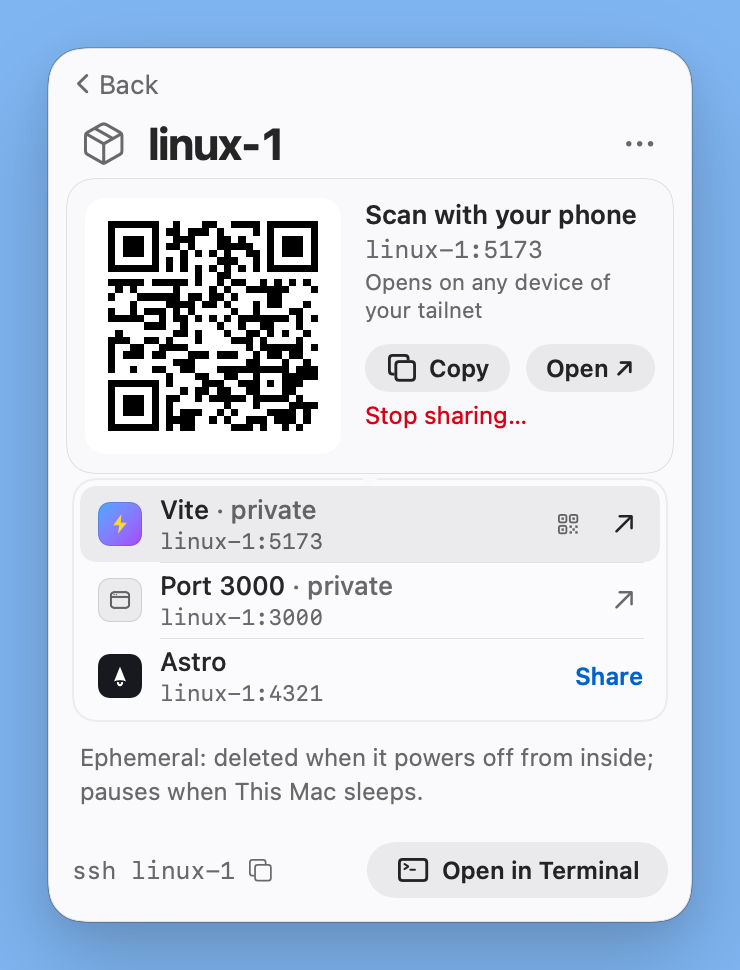 Back
linux-1
Scan with your phone
linux-1:5173
Opens on any device of
your tailnet
Copy
Open
Stop sharing…
Vite · private
linux-1:5173
Port 3000 · private
linux-1:3000
Astro
linux-1:4321
Share
Ephemeral: deleted when it powers off from inside;
pauses when This Mac sleeps.
ssh linux-1
Open in Terminal